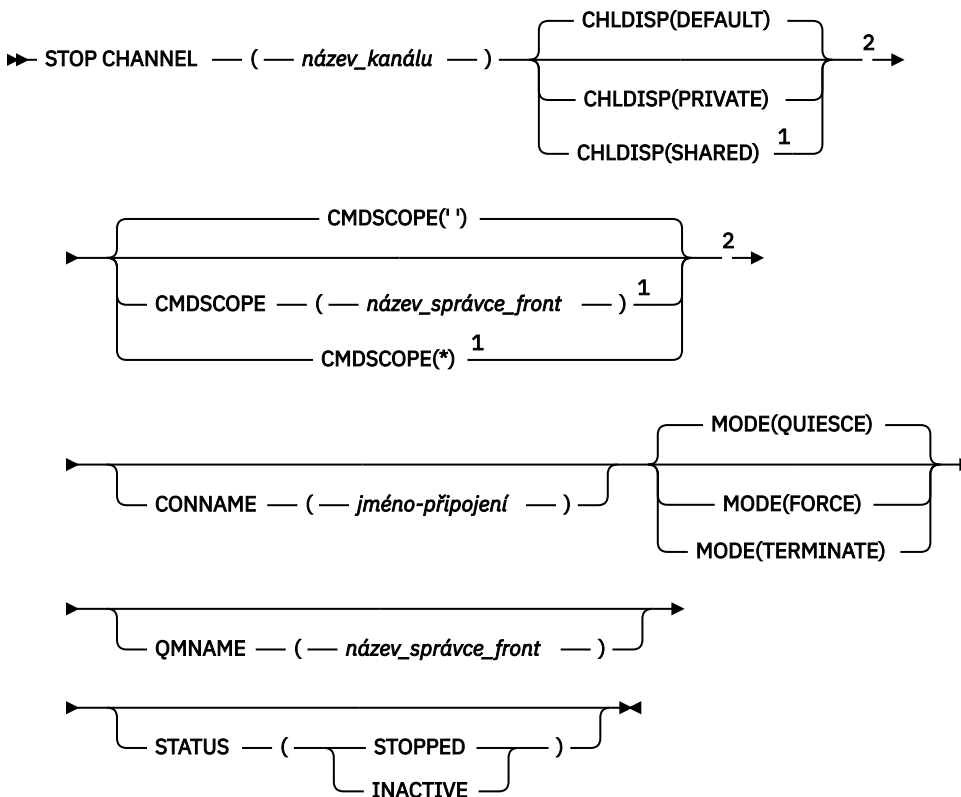 CHLDISP(DEFAULT)
STOP CHANNEL ( název_kanálu ) 2
CHLDISP(PRIVATE)
CHLDISP(SHARED) 1
CMDSCOPE(' ')
2
CMDSCOPE ( název_správce_front ) 1
CMDSCOPE(*) 1
MODE(QUIESCE)
CONNAME ( jméno-připojení ) MODE(FORCE)
MODE(TERMINATE)
QMNAME ( název_správce_front )
STATUS ( STOPPED )
INACTIVE